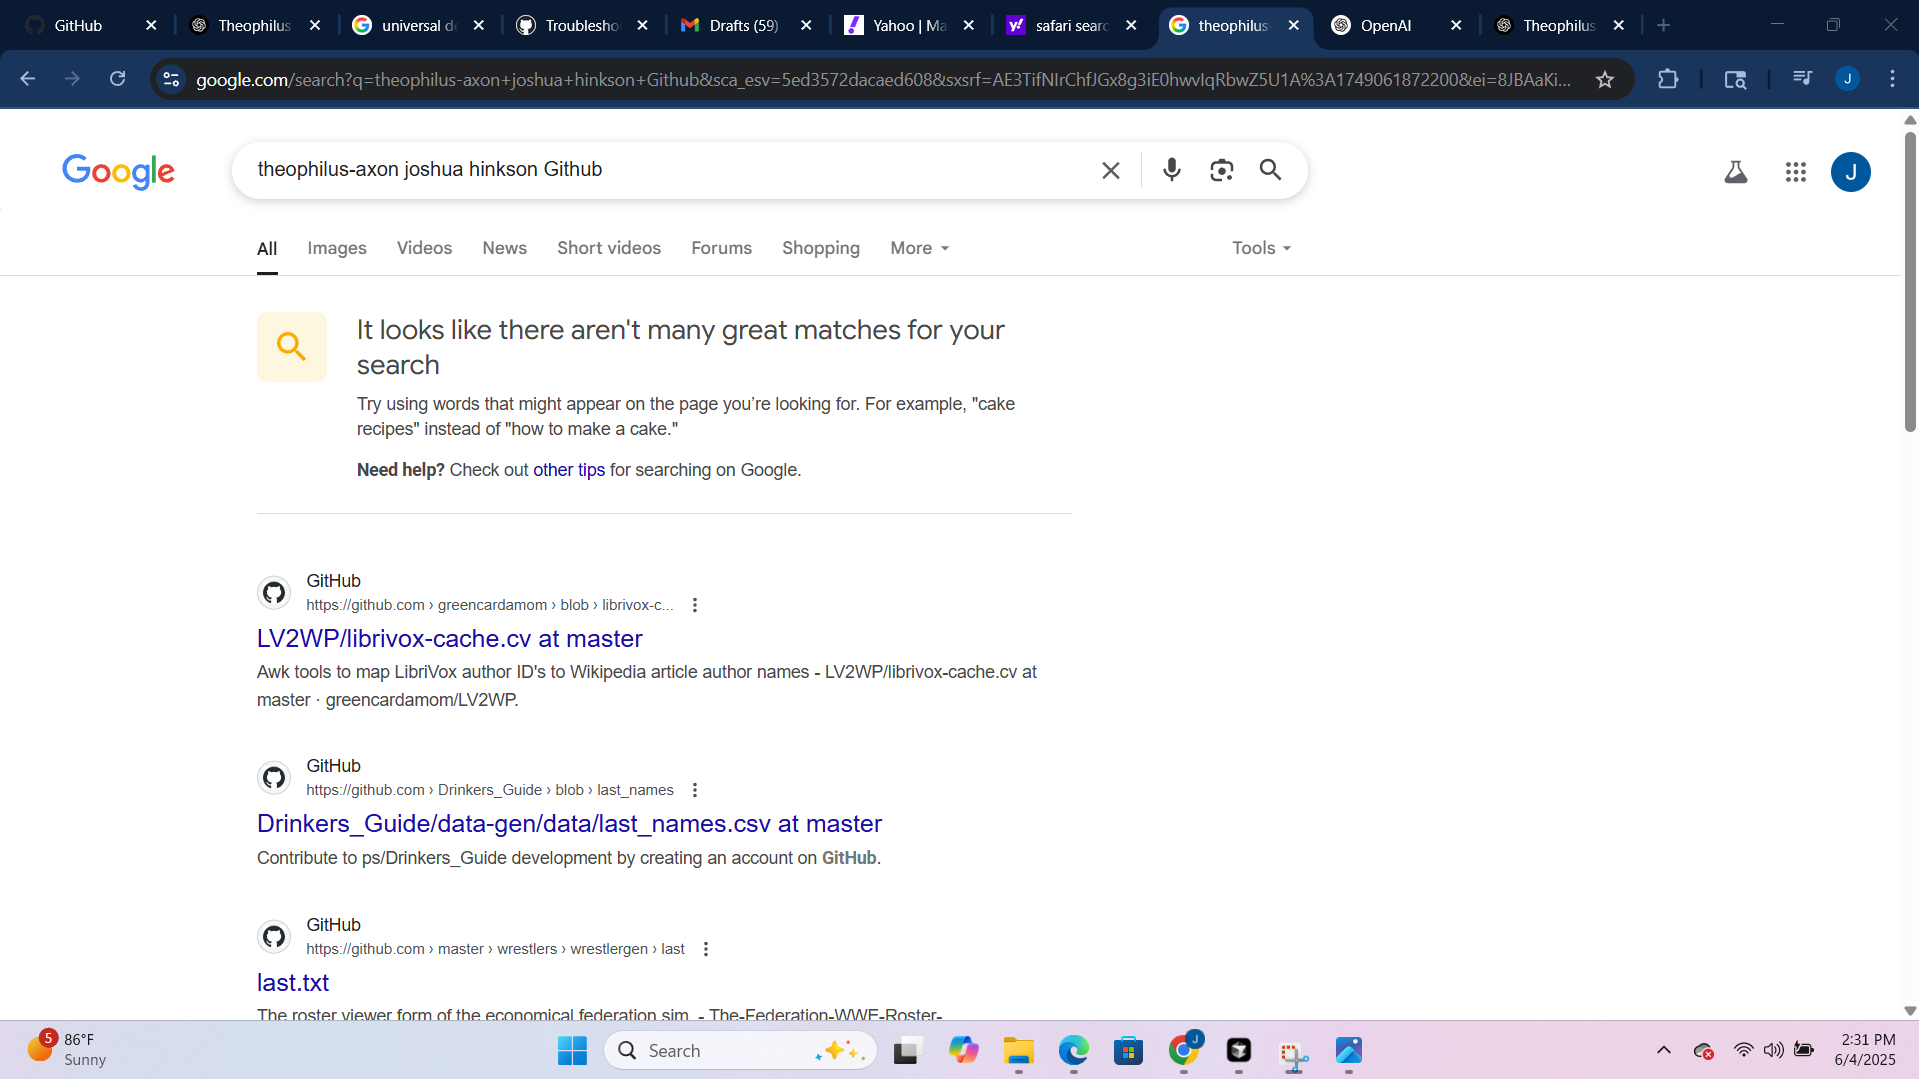 GitHub
Theophilus-
universal de
Troublesho
Drafts (59)
Yahoo | Ma
safari searc
theophilus-
OpenAI
Theophilus
google.com/search?q=theophilus-axon+joshua+hinkson+Github&sca_esv=5ed3572dacaed608&sxsrf=AE3TifNIrChfJGx8g3iE0hwvIqRbwZ5U1A%3A1749061872200&ei=8JBAaKi...
J
Google
theophilus-axon joshua hinkson Github
J
All
Images
Videos
News
Short videos
Forums
Shopping
More
Tools
It looks like there aren't many great matches for your
search
Try using words that might appear on the page you're looking for. For example, "cake
recipes" instead of "how to make a cake."
Need help? Check out other tips for searching on Google.
GitHub
https://github.com › greencardamom › blob › librivox-c...
LV2WP/librivox-cache.cv at master
Awk tools to map LibriVox author ID's to Wikipedia article author names - LV2WP/librivox-cache.cv at
master · greencardamom/LV2WP.
GitHub
https://github.com › Drinkers_Guide › blob › last_names
Drinkers_Guide/data-gen/data/last_names.csv at master
Contribute to ps/Drinkers_Guide development by creating an account on GitHub.
GitHub
https://github.com › master › wrestlers › wrestlergen › last
last.txt
The roster viewer form of the economical federation sim. - The-Federation-WWE-Roster-
5
86°F
Sunny
Search
J
2:31 PM
6/4/2025